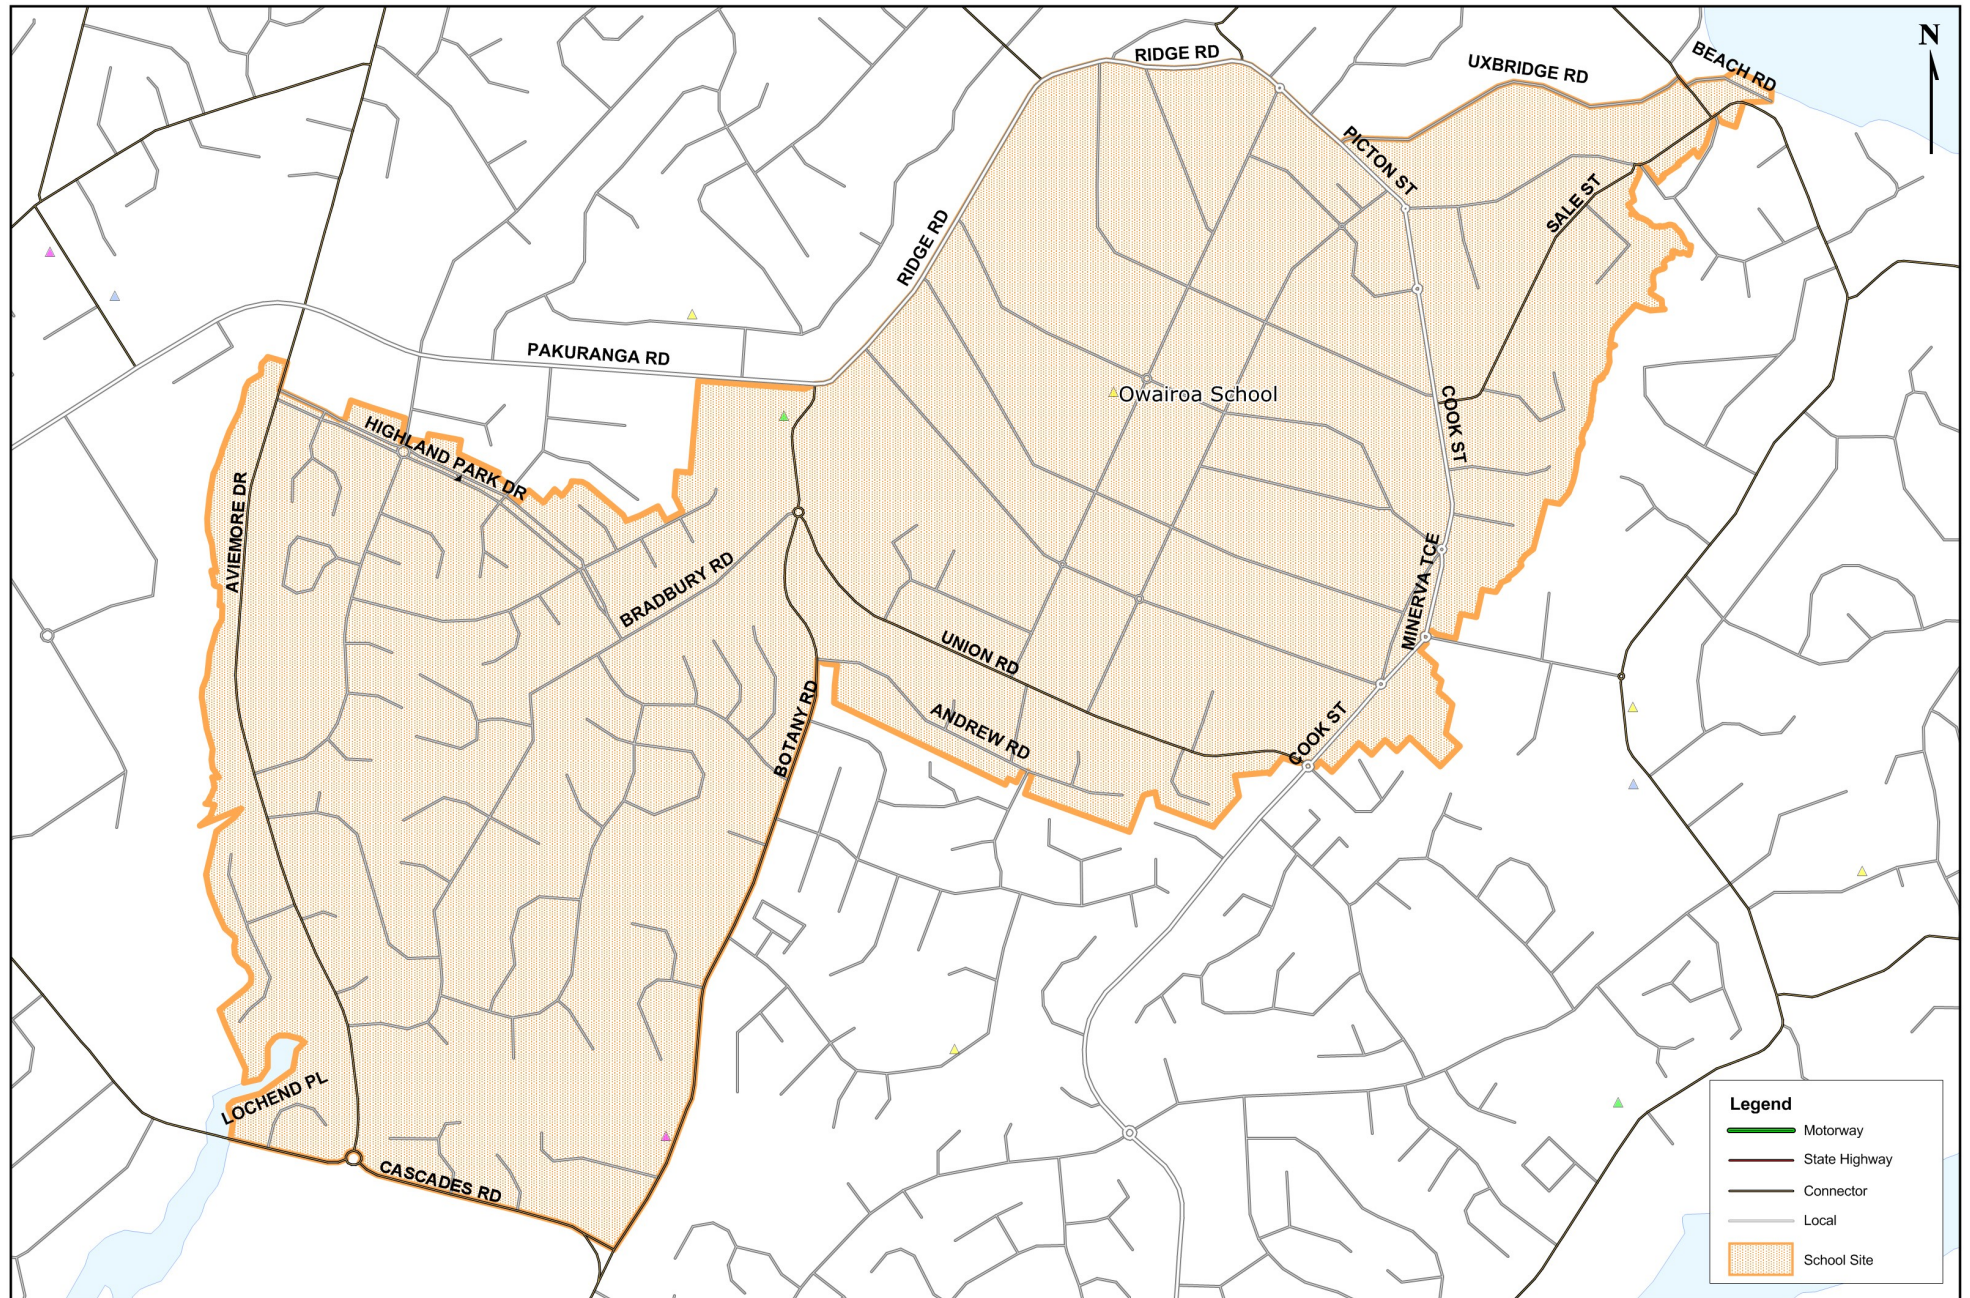 N
RIDGE RD
UXBRIDGE RD
BEACH RD
PICTON ST
SALE ST
RIDGE RD
PAKURANGA RD
Owairoa School
COOK ST
HIGHLAND PARK DR
AVIEMORE DR
BRADBURY RD
MINERVA TCE
UNION RD
BOTANY RD
ANDREW RD
COOK ST
LOCHEND PL
CASCADES RD
Legend
Motorway
State Highway
Connector
Local
School Site